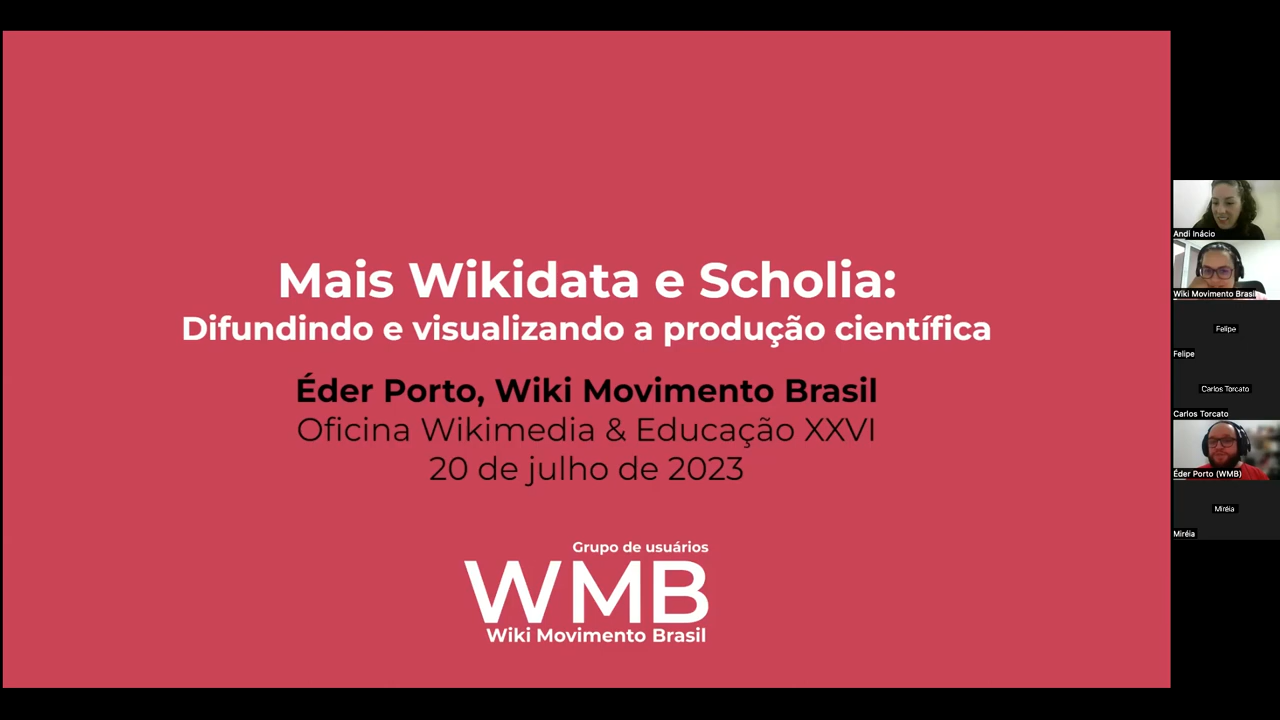 Mais Wikidata e Scholia:
Difundindo e visualizando a produção científica
Éder Porto, Wiki Movimento Brasil
Oficina Wikimedia & Educação XXVI
20 de julho de 2023
Grupo de usuários
WMB
Wiki Movimento Brasil
Andi Inácio
Wiki Movimento Brasil
Felipe
Felipe
Carlos Torcato
Carlos Torcato
Éder Porto (WMB)
Miréia
Miréia